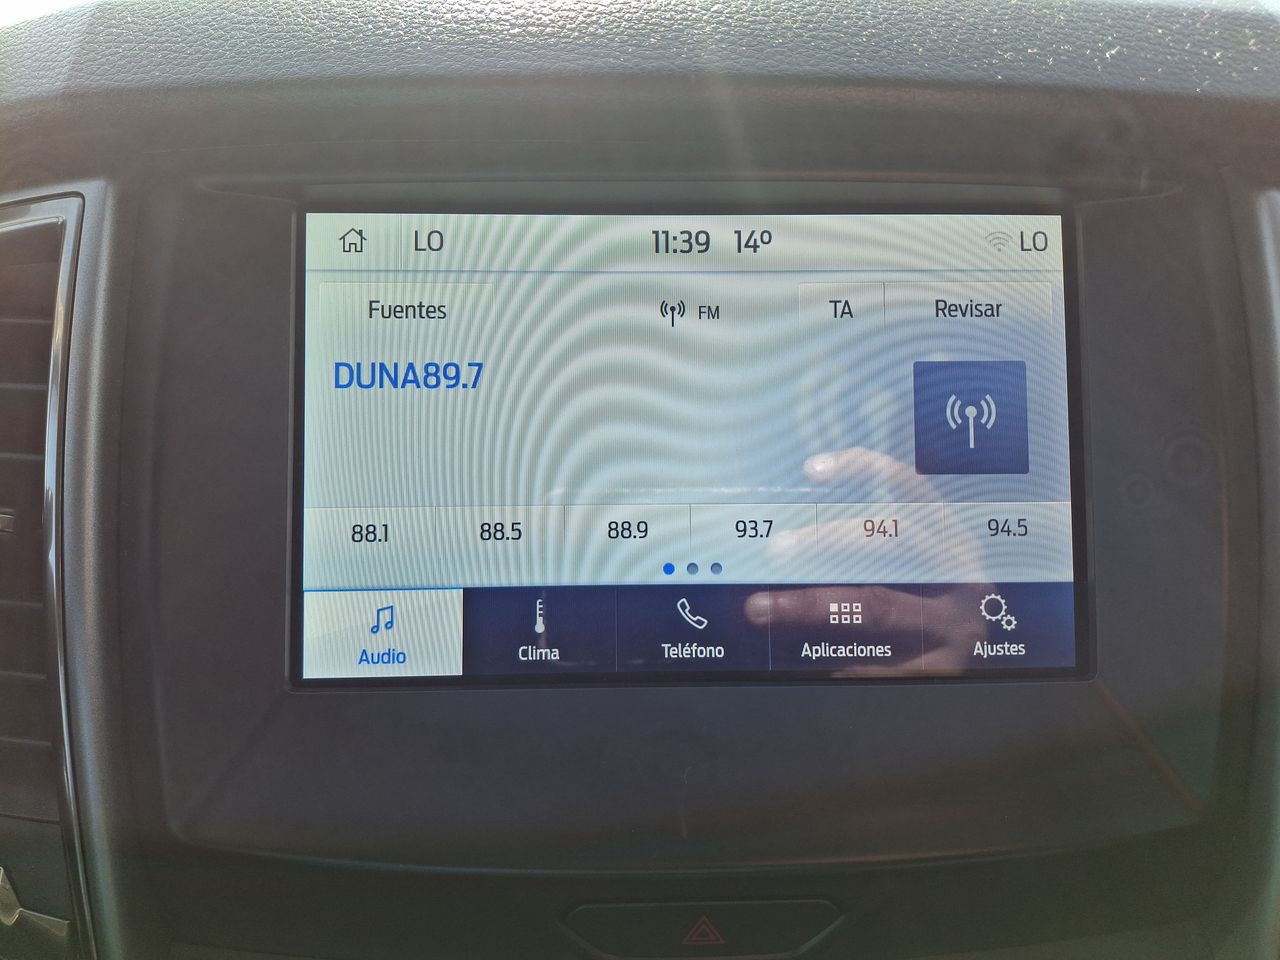 LO 11:39 14º LO
Fuentes FM TA Revisar
DUNA89.7
88.1 88.5 88.9 93.7 94.1 94.5
Audio Clima Teléfono Aplicaciones Ajustes